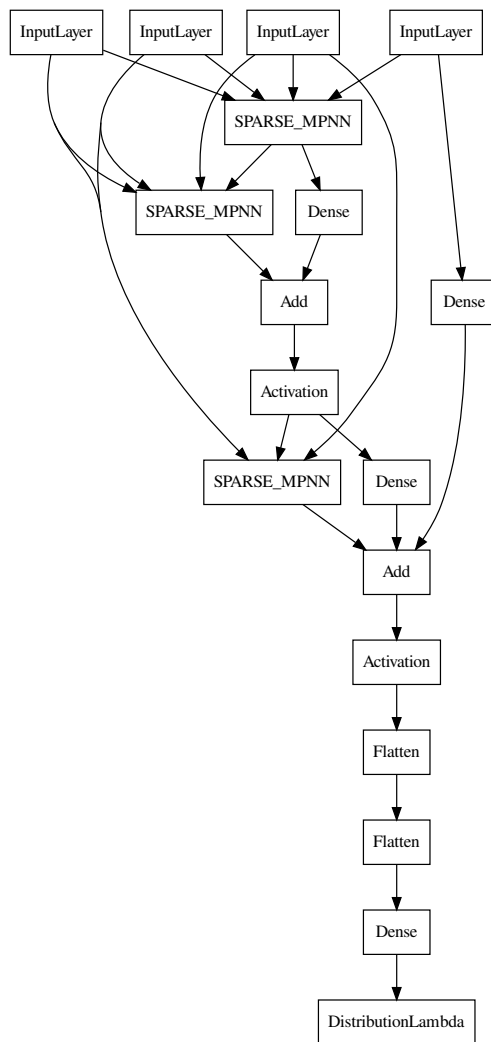 InputLayer
InputLayer
InputLayer
InputLayer
SPARSE_MPNN
SPARSE_MPNN
Dense
Add
Dense
Activation
SPARSE_MPNN
Dense
Add
Activation
Flatten
Flatten
Dense
DistributionLambda